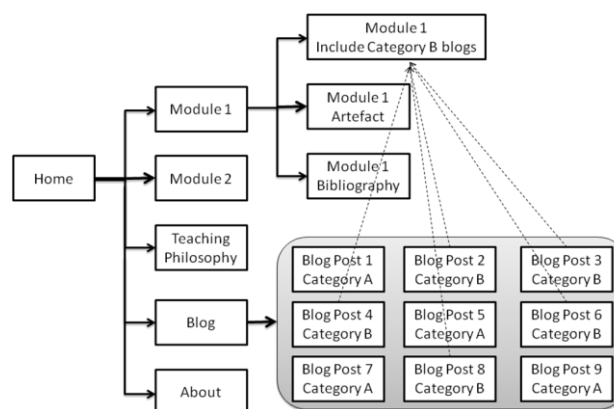 Module 1
Include Category B blogs
Module 1
Module 1
Artefact
Home
Module 2
Module 1
Bibliography
Teaching
Philosophy
Blog Post 1
Category A
Blog Post 2
Category B
Blog Post 3
Category B
Blog
Blog Post 4
Category B
Blog Post 5
Category A
Blog Post 6
Category B
About
Blog Post 7
Category A
Blog Post 8
Category B
Blog Post 9
Category A